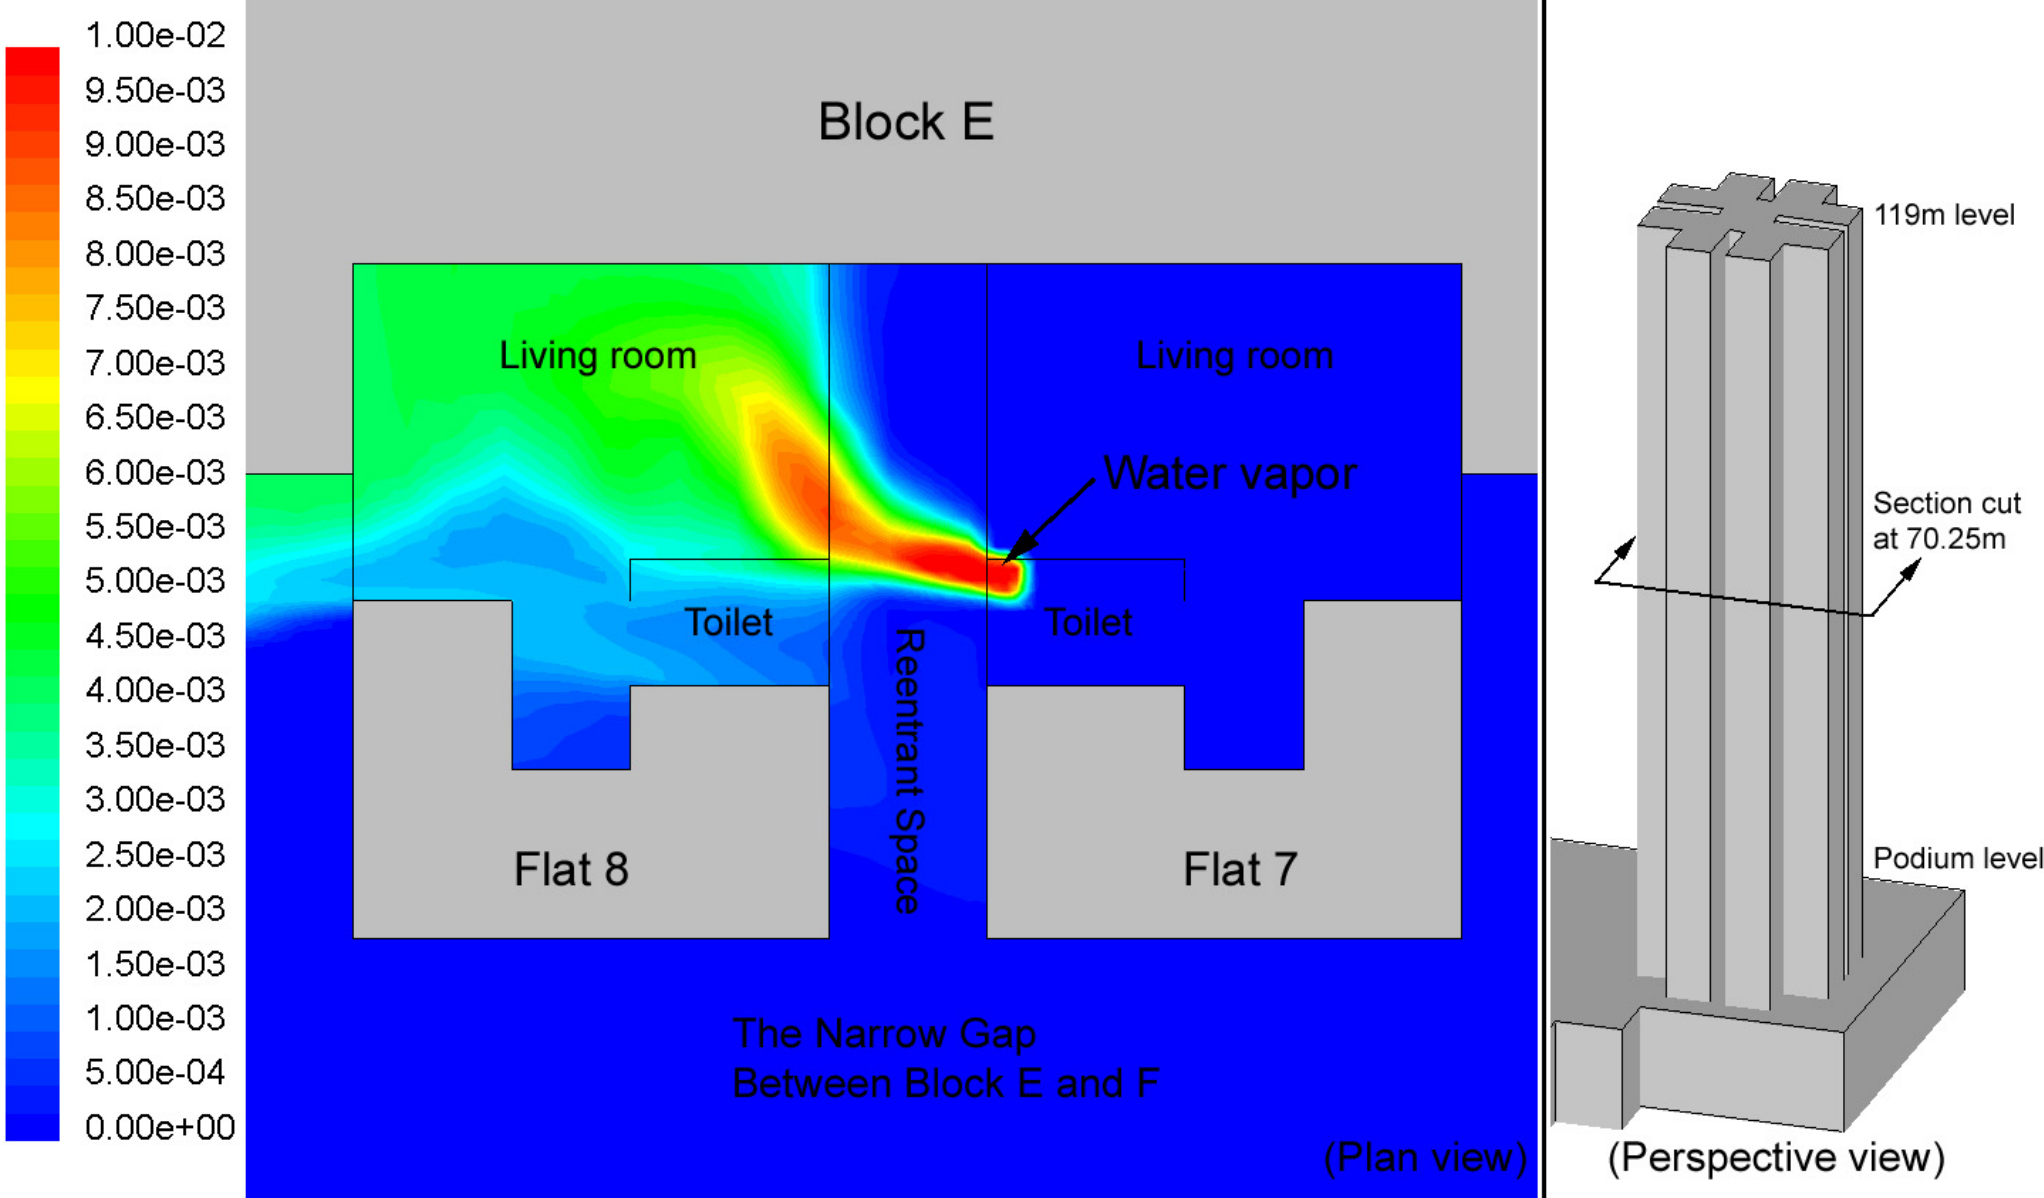 1.00e-02
9.50e-03
9.00e-03
8.50e-03
8.00e-03
7.50e-03
7.00e-03
6.50e-03
6.00e-03
5.50e-03
5.00e-03
4.50e-03
4.00e-03
3.50e-03
3.00e-03
2.50e-03
2.00e-03
1.50e-03
1.00e-03
5.00e-04
0.00e+00
Block E
Living room
Living room
Water vapor
Toilet
Toilet
Reentrant Space
Flat 8
Flat 7
The Narrow Gap
Between Block E and F
(Plan view)
119m level
Section cut
at 70.25m
Podium level
(Perspective view)